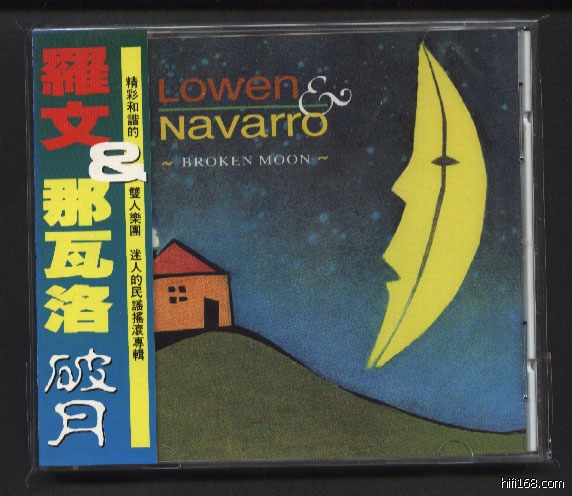 羅文
&
那瓦洛
破月
精彩和諧的雙人樂團 迷人的民謠搖滾專輯
Lowen
&
Navarro
~ BROKEN MOON ~
hifi168.com